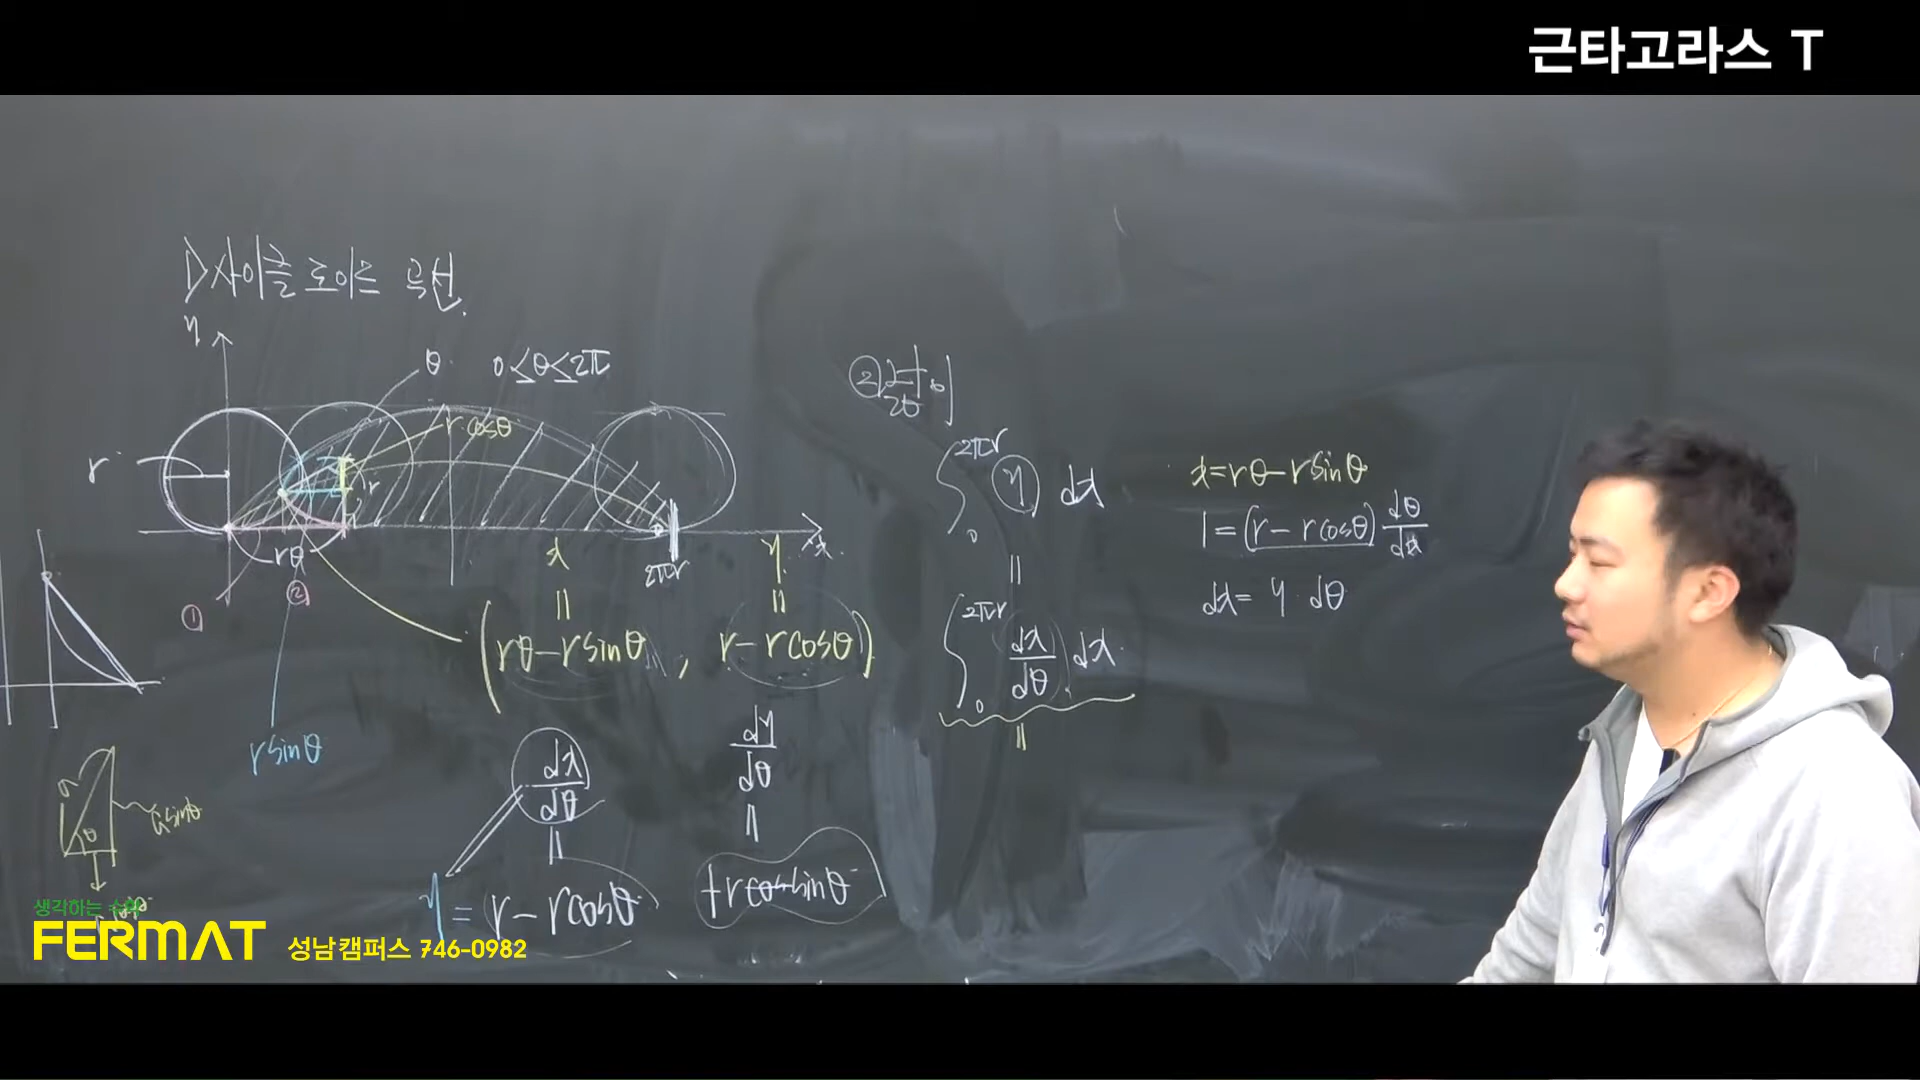 근타고라스 T
1) 사이클로이드 곡선.
y
θ
0≤θ≤2π
r cosθ
r
r
rθ
x.
2πr
①
②
x
=
y
=
(rθ-r sinθ, r-r cosθ)
r sinθ
dx/dθ
=
y = r - r cosθ
dy/dθ
=
a
θ
a sinθ
②
∫₀^2πr y dx
=
∫₀^2πr dx/dθ · dx
=
x=rθ-r sinθ
1=(r-r cosθ) dθ/dx
dx= y·dθ
생각하는 수학
FERMAT 성남캠퍼스 746-0982